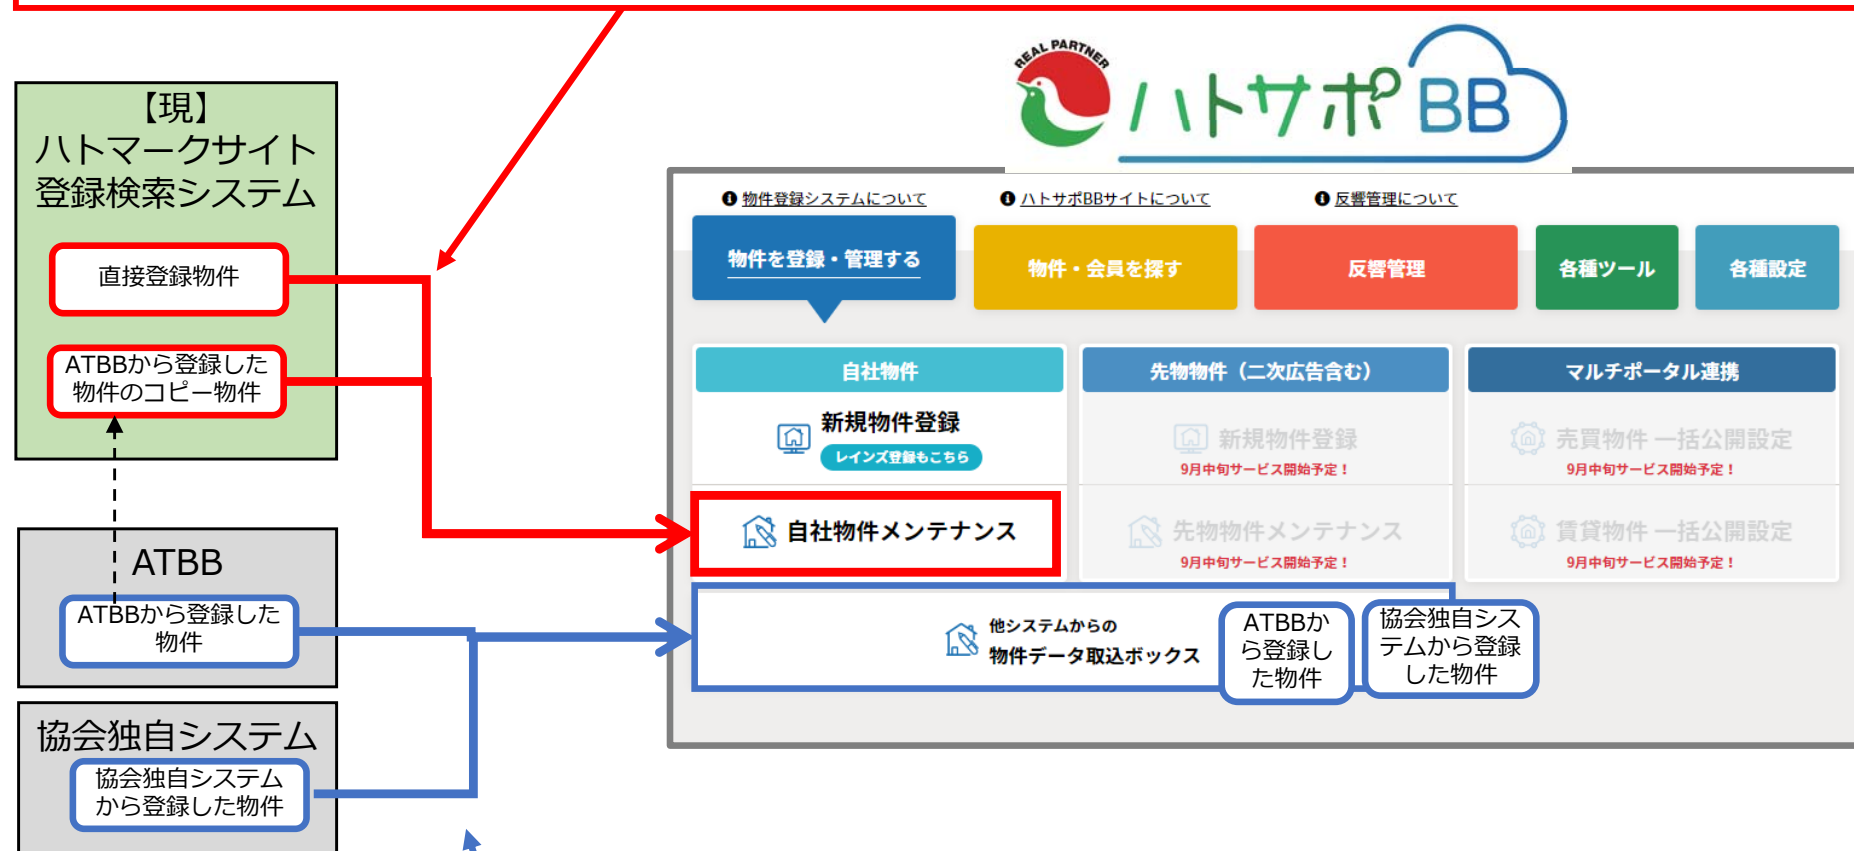 REAL PARTNER
ハトサポBB
【現】
ハトマークサイト
登録検索システム
直接登録物件
ATBBから登録した
物件のコピー物件
ATBB
ATBBから登録した
物件
協会独自システム
協会独自システム
から登録した物件
物件登録システムについて
ハトサポBBサイトについて
反響管理について
物件を登録・管理する
物件・会員を探す
反響管理
各種ツール
各種設定
自社物件
新規物件登録
レインズ登録もこちら
自社物件メンテナンス
先物物件（二次広告含む）
新規物件登録
9月中旬サービス開始予定！
先物物件メンテナンス
9月中旬サービス開始予定！
マルチポータル連携
売買物件 一括公開設定
9月中旬サービス開始予定！
賃貸物件 一括公開設定
9月中旬サービス開始予定！
他システムからの
物件データ取込ボックス
ATBBか
ら登録し
た物件
協会独自シス
テムから登録
した物件